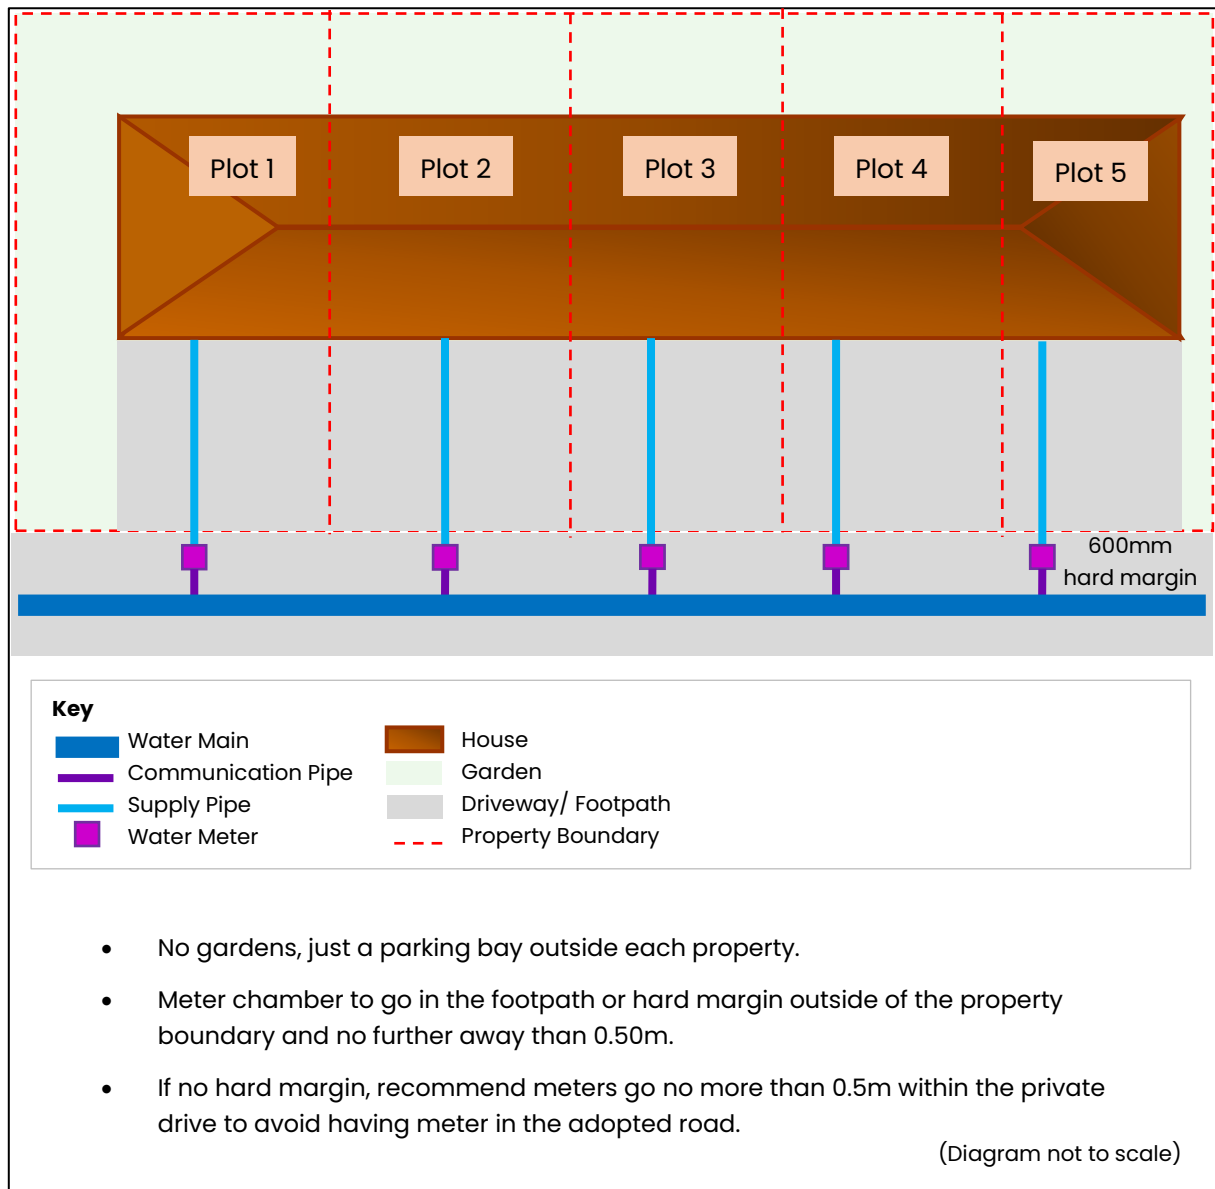 Plot 1
Plot 2
Plot 3
Plot 4
Plot 5
600mm
hard margin
Key
Water Main
Communication Pipe
Supply Pipe
Water Meter
House
Garden
Driveway/ Footpath
Property Boundary
• No gardens, just a parking bay outside each property.
• Meter chamber to go in the footpath or hard margin outside of the property
boundary and no further away than 0.50m.
• If no hard margin, recommend meters go no more than 0.5m within the private
drive to avoid having meter in the adopted road.
(Diagram not to scale)